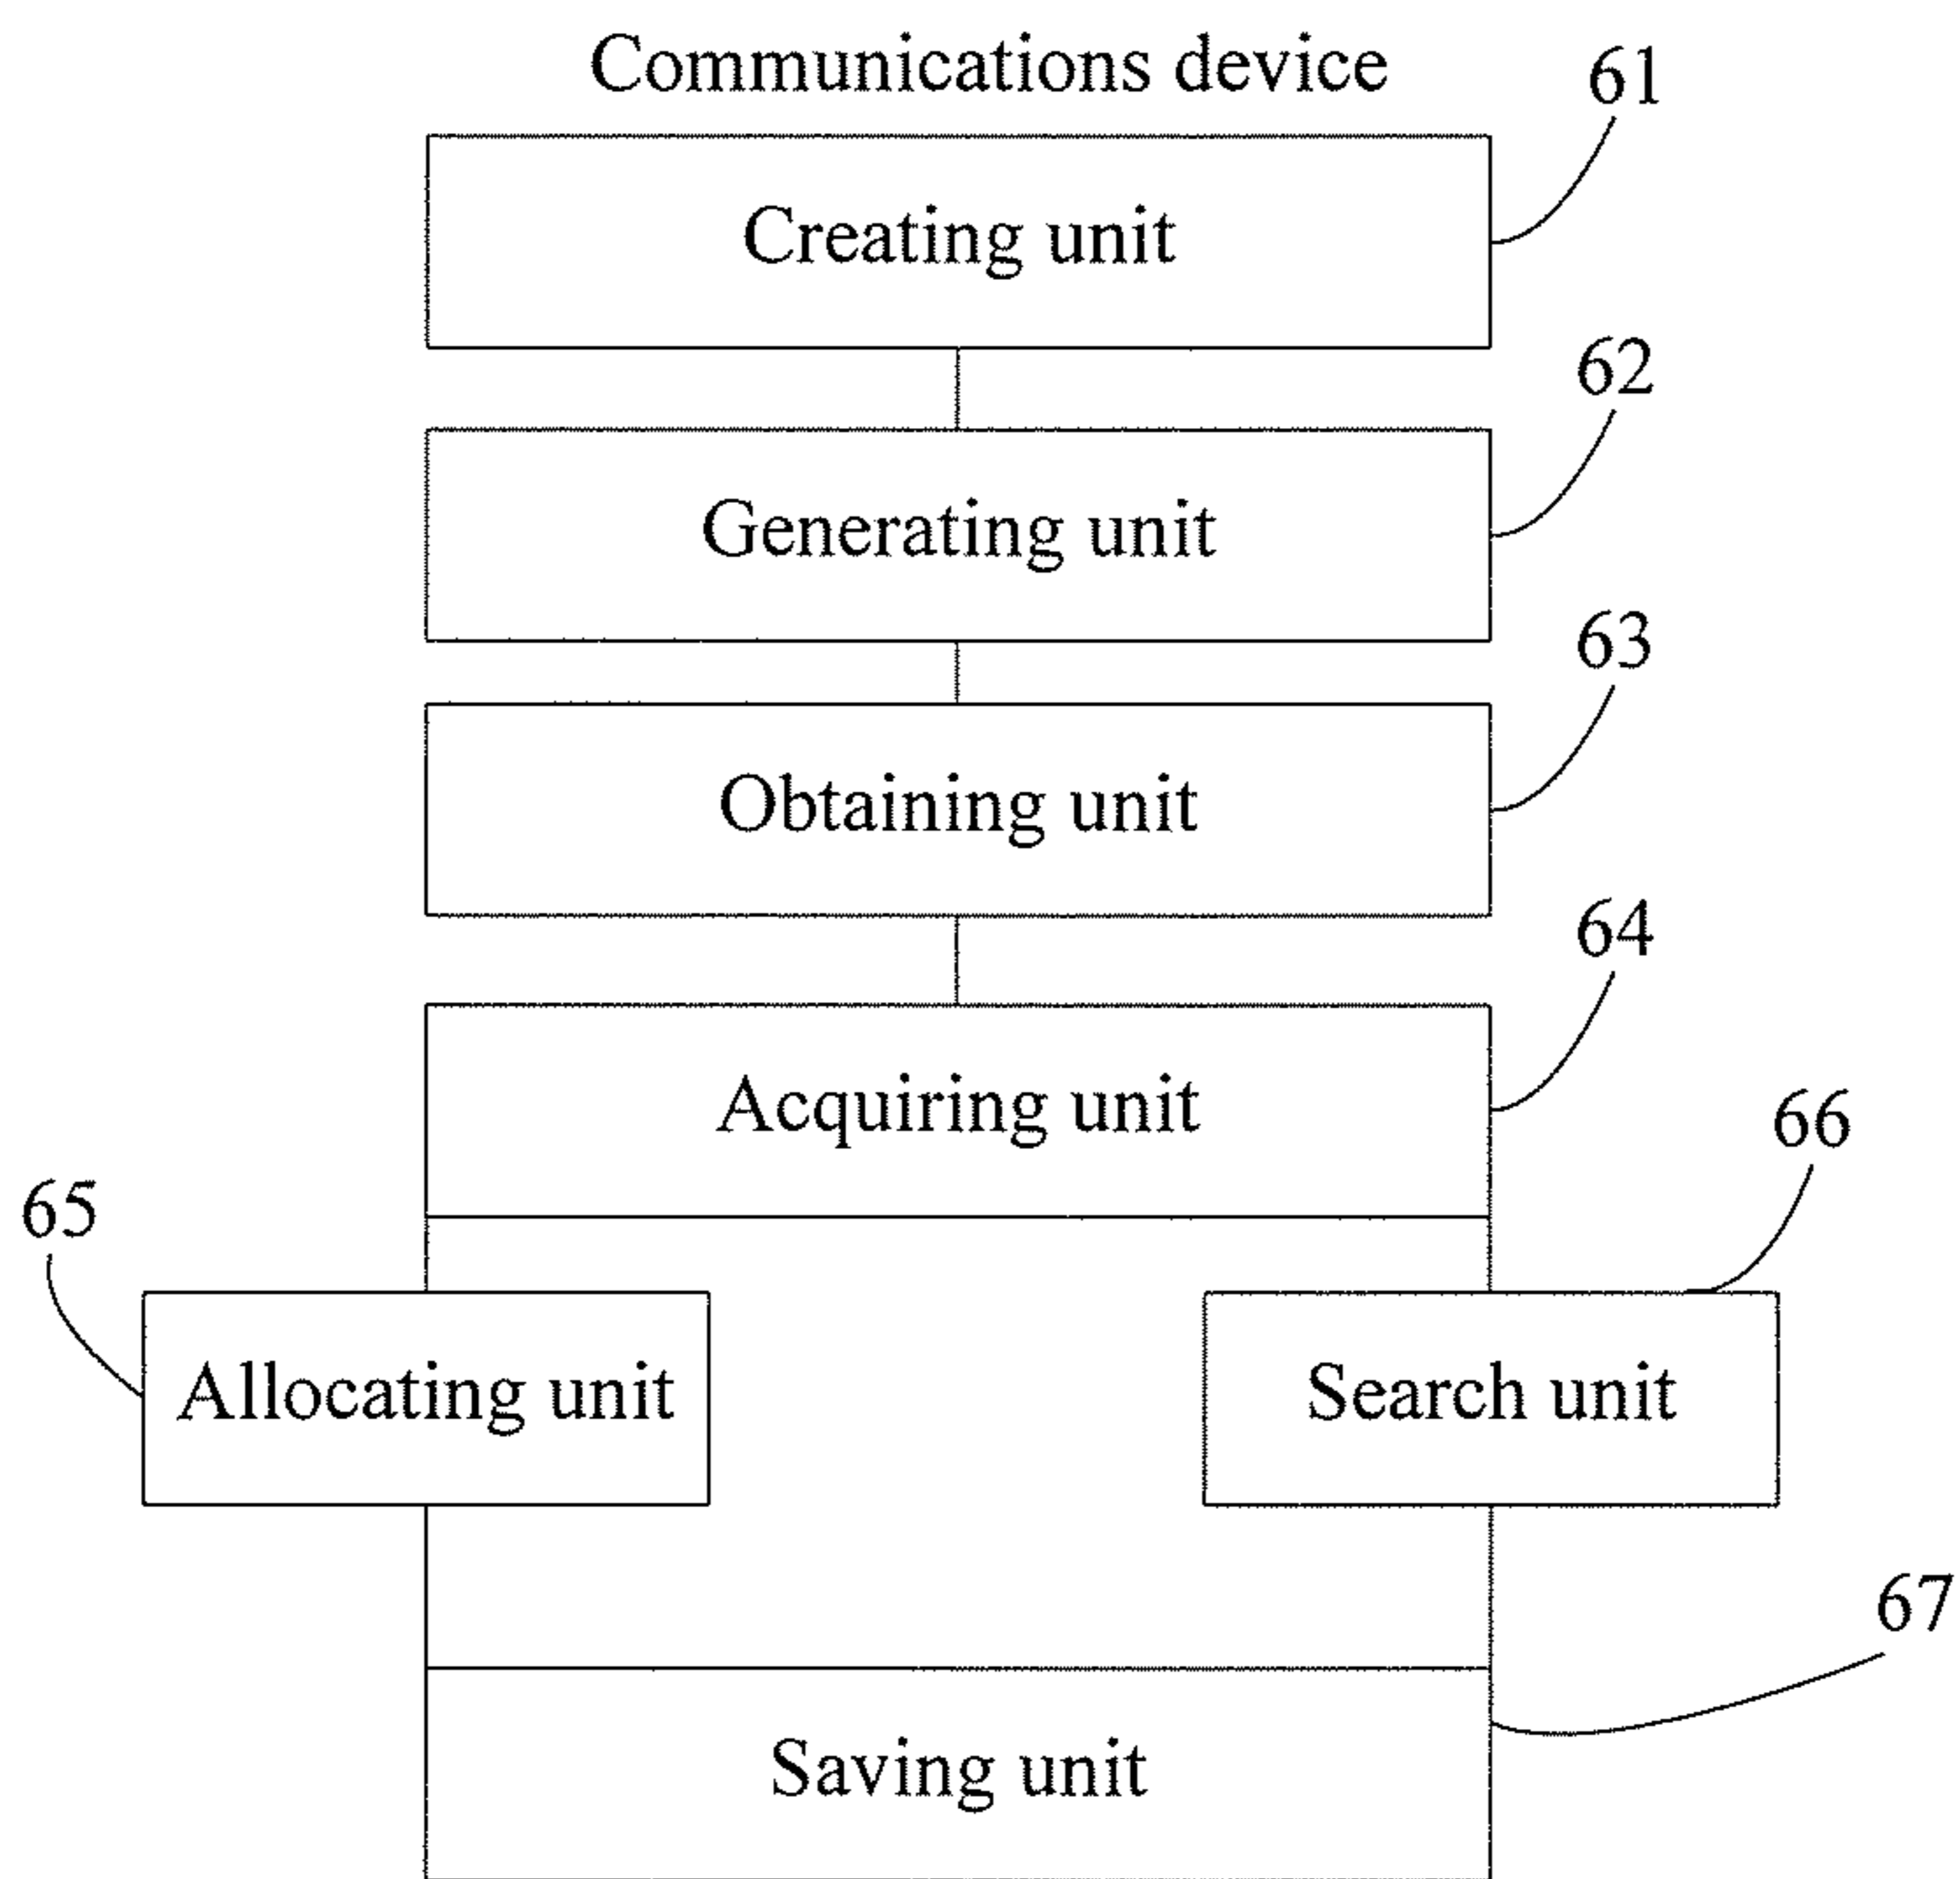 Communications device
61
Creating unit
62
Generating unit
63
Obtaining unit
64
Acquiring unit
66
65
Allocating unit
Search unit
67
Saving unit